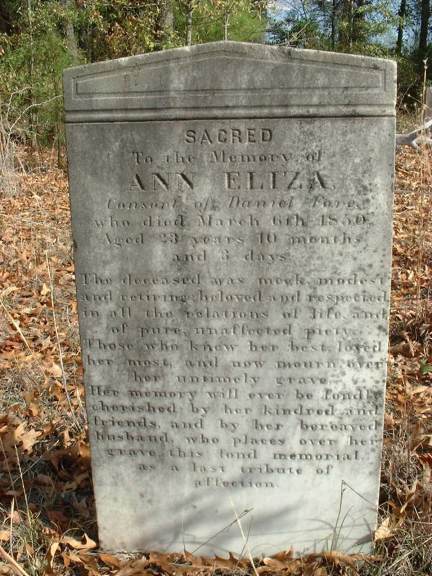 SACRED
To the Memory of
ANN ELIZA,
Consort of Daniel
who died March 6th 1850
Aged 23 years 10 months
and 3 days
The deceased was meek, modest
and retiring; beloved and respected
in all the relations of life, and
of pure, unaffected piety.
Those who knew her best, loved
her most, and now mourn over
her untimely grave.
Her memory will ever be fondly
cherished by her kindred and
friends, and by her bereaved
husband, who places over her
grave, this fond memorial,
as a last tribute of
affection.